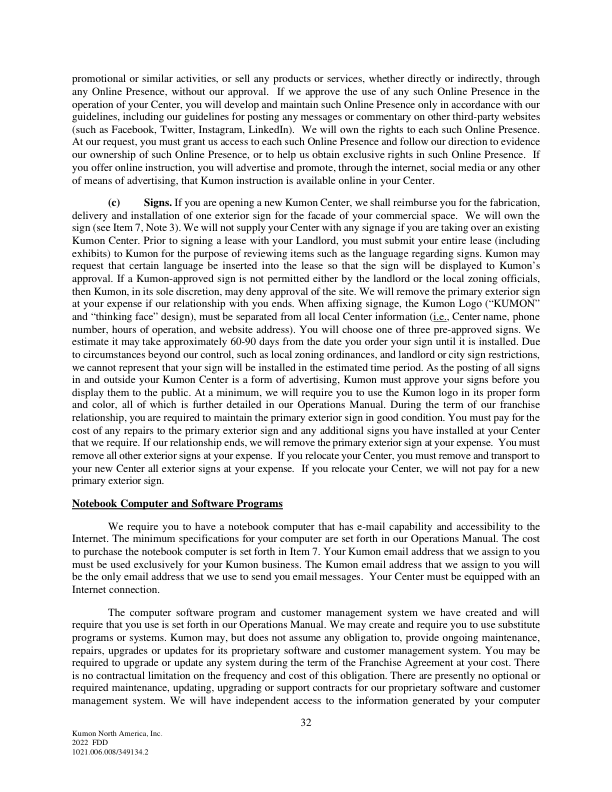 promotional or similar activities, or sell any products or services, whether directly or indirectly, through
any Online Presence, without our approval. If we approve the use of any such Online Presence in the
operation of your Center, you will develop and maintain such Online Presence only in accordance with our
guidelines, including our guidelines for posting any messages or commentary on other third-party websites
(such as Facebook, Twitter, Instagram, LinkedIn). We will own the rights to each such Online Presence.
At our request, you must grant us access to each such Online Presence and follow our direction to evidence
our ownership of such Online Presence, or to help us obtain exclusive rights in such Online Presence. If
you offer online instruction, you will advertise and promote, through the internet, social media or any other
of means of advertising, that Kumon instruction is available online in your Center.
(c) Signs. If you are opening a new Kumon Center, we shall reimburse you for the fabrication,
delivery and installation of one exterior sign for the facade of your commercial space. We will own the
sign (see Item 7, Note 3). We will not supply your Center with any signage if you are taking over an existing
Kumon Center. Prior to signing a lease with your Landlord, you must submit your entire lease (including
exhibits) to Kumon for the purpose of reviewing items such as the language regarding signs. Kumon may
request that certain language be inserted into the lease so that the sign will be displayed to Kumon's
approval. If a Kumon-approved sign is not permitted either by the landlord or the local zoning officials,
then Kumon, in its sole discretion, may deny approval of the site. We will remove the primary exterior sign
at your expense if our relationship with you ends. When affixing signage, the Kumon Logo ("KUMON"
and "thinking face" design), must be separated from all local Center information (i.e., Center name, phone
number, hours of operation, and website address). You will choose one of three pre-approved signs. We
estimate it may take approximately 60-90 days from the date you order your sign until it is installed. Due
to circumstances beyond our control, such as local zoning ordinances, and landlord or city sign restrictions,
we cannot represent that your sign will be installed in the estimated time period. As the posting of all signs
in and outside your Kumon Center is a form of advertising, Kumon must approve your signs before you
display them to the public. At a minimum, we will require you to use the Kumon logo in its proper form
and color, all of which is further detailed in our Operations Manual. During the term of our franchise
relationship, you are required to maintain the primary exterior sign in good condition. You must pay for the
cost of any repairs to the primary exterior sign and any additional signs you have installed at your Center
that we require. If our relationship ends, we will remove the primary exterior sign at your expense. You must
remove all other exterior signs at your expense. If you relocate your Center, you must remove and transport to
your new Center all exterior signs at your expense. If you relocate your Center, we will not pay for a new
primary exterior sign.
Notebook Computer and Software Programs
We require you to have a notebook computer that has e-mail capability and accessibility to the
Internet. The minimum specifications for your computer are set forth in our Operations Manual. The cost
to purchase the notebook computer is set forth in Item 7. Your Kumon email address that we assign to you
must be used exclusively for your Kumon business. The Kumon email address that we assign to you will
be the only email address that we use to send you email messages. Your Center must be equipped with an
Internet connection.
The computer software program and customer management system we have created and will
require that you use is set forth in our Operations Manual. We may create and require you to use substitute
programs or systems. Kumon may, but does not assume any obligation to, provide ongoing maintenance,
repairs, upgrades or updates for its proprietary software and customer management system. You may be
required to upgrade or update any system during the term of the Franchise Agreement at your cost. There
is no contractual limitation on the frequency and cost of this obligation. There are presently no optional or
required maintenance, updating, upgrading or support contracts for our proprietary software and customer
management system. We will have independent access to the information generated by your computer
32
Kumon North America, Inc.
2022 FDD
1021.006.008/349134.2